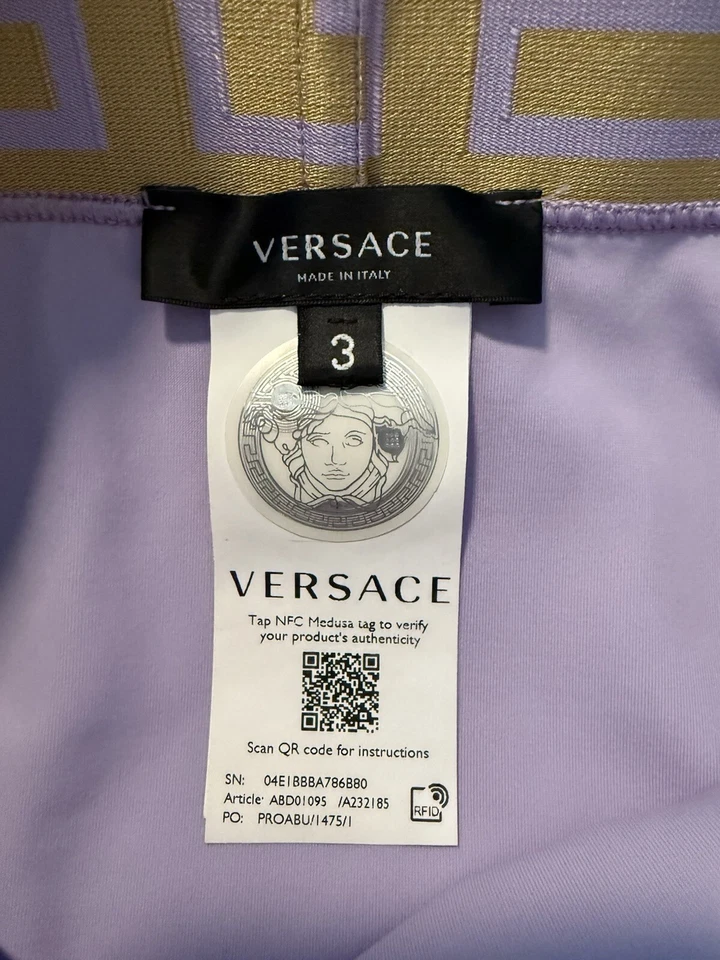 VERSACE
MADE IN ITALY
3
VERSACE
Tap NFC Medusa tag to verify
your product's authenticity
Scan QR code for instructions
SN: 04E1BBBA786B80
Article: ABD01095 /A232185
PO: PROABU/1475/1
RFID